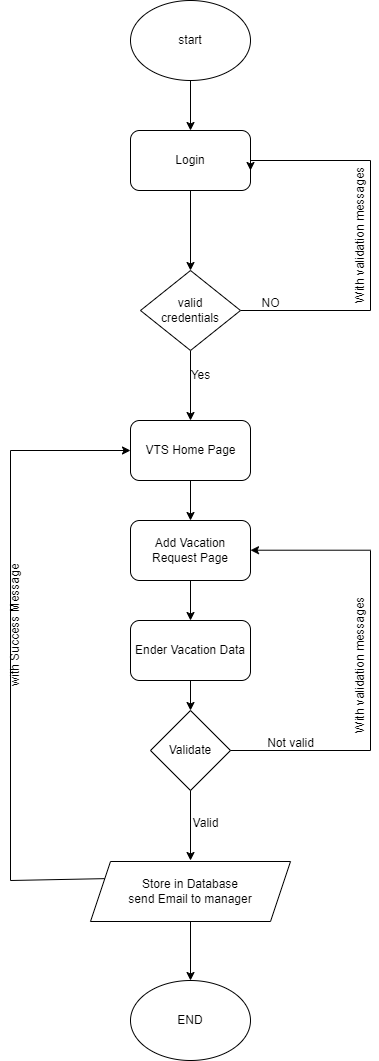 start
Login
With validation messages
valid
credentials
NO
Yes
VTS Home Page
Add Vacation
Request Page
with Success Message
Ender Vacation Data
With validation messages
Validate
Not valid
Valid
Store in Database
send Email to manager
END